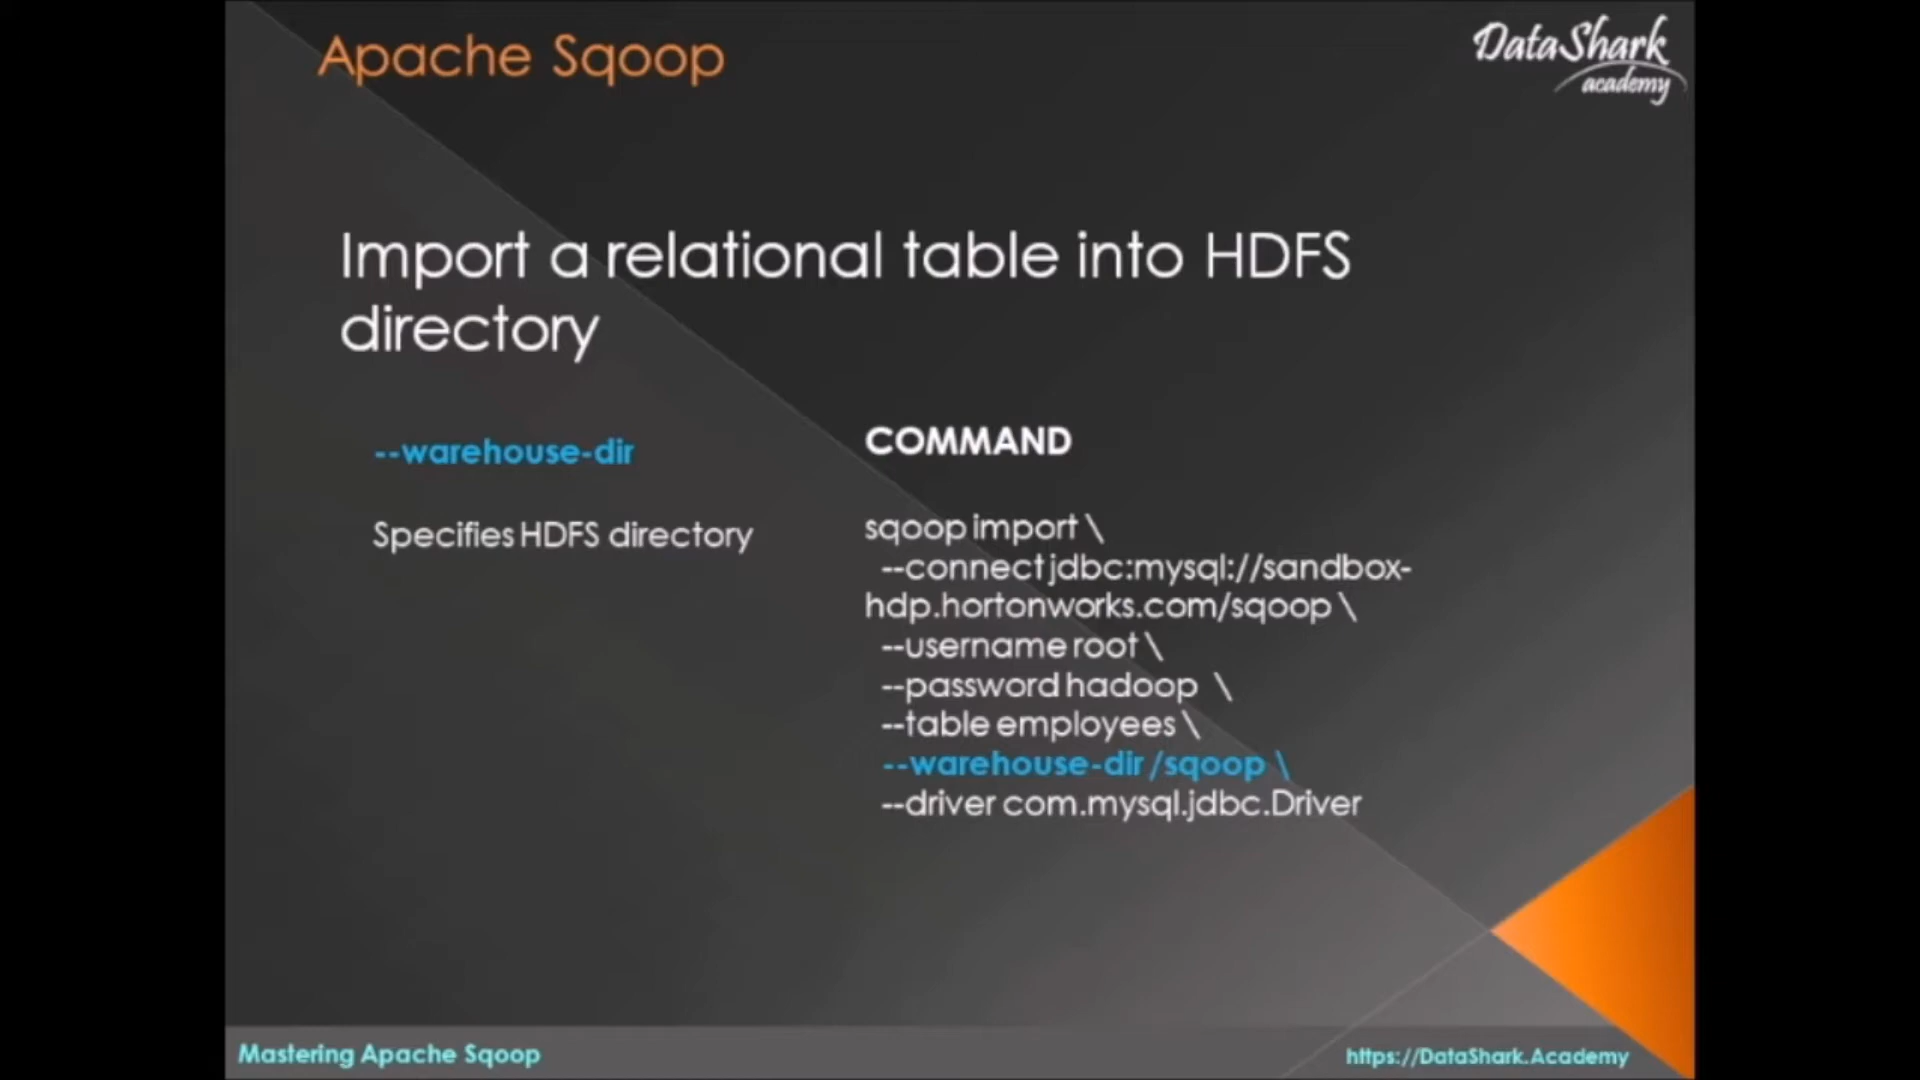 Apache Sqoop
DataShark
academy
Import a relational table into HDFS
directory
--warehouse-dir
Specifies HDFS directory
COMMAND
sqoop import \
--connect jdbc:mysql://sandbox-
hdp.hortonworks.com/sqoop \
--username root \
--password hadoop \
--table employees \
--warehouse-dir /sqoop \
--driver com.mysql.jdbc.Driver
Mastering Apache Sqoop
https://DataShark.Academy